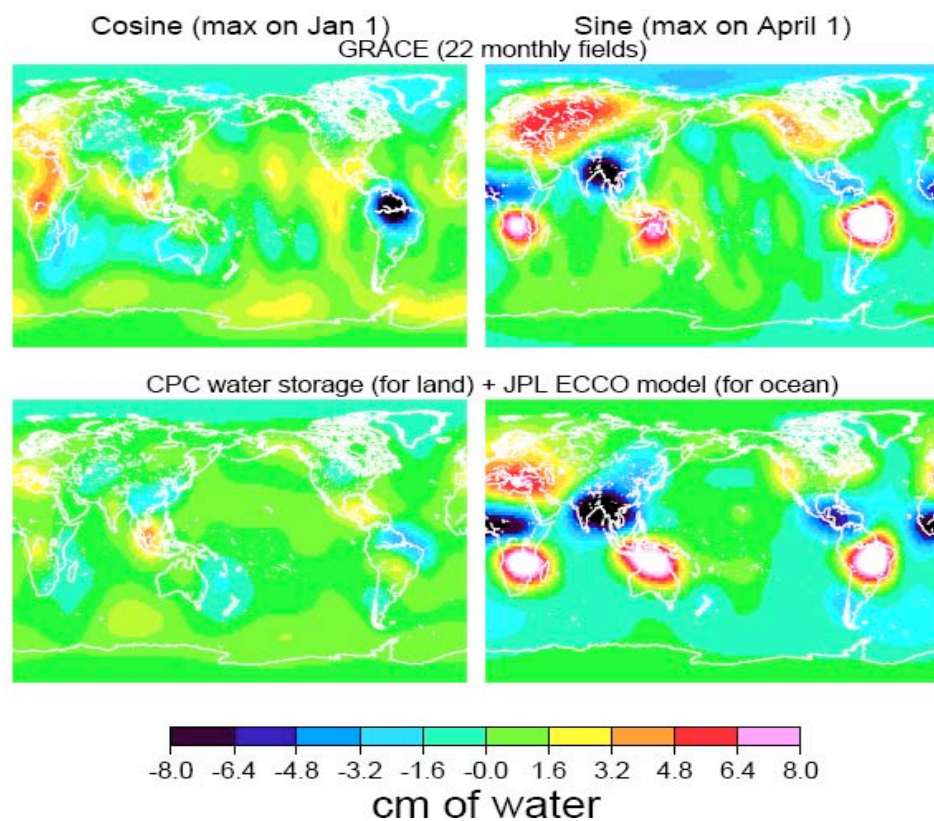 Cosine (max on Jan 1) Sine (max on April 1)
GRACE (22 monthly fields)
CPC water storage (for land) + JPL ECCO model (for ocean)
-8.0 -6.4 -4.8 -3.2 -1.6 -0.0 1.6 3.2 4.8 6.4 8.0
cm of water